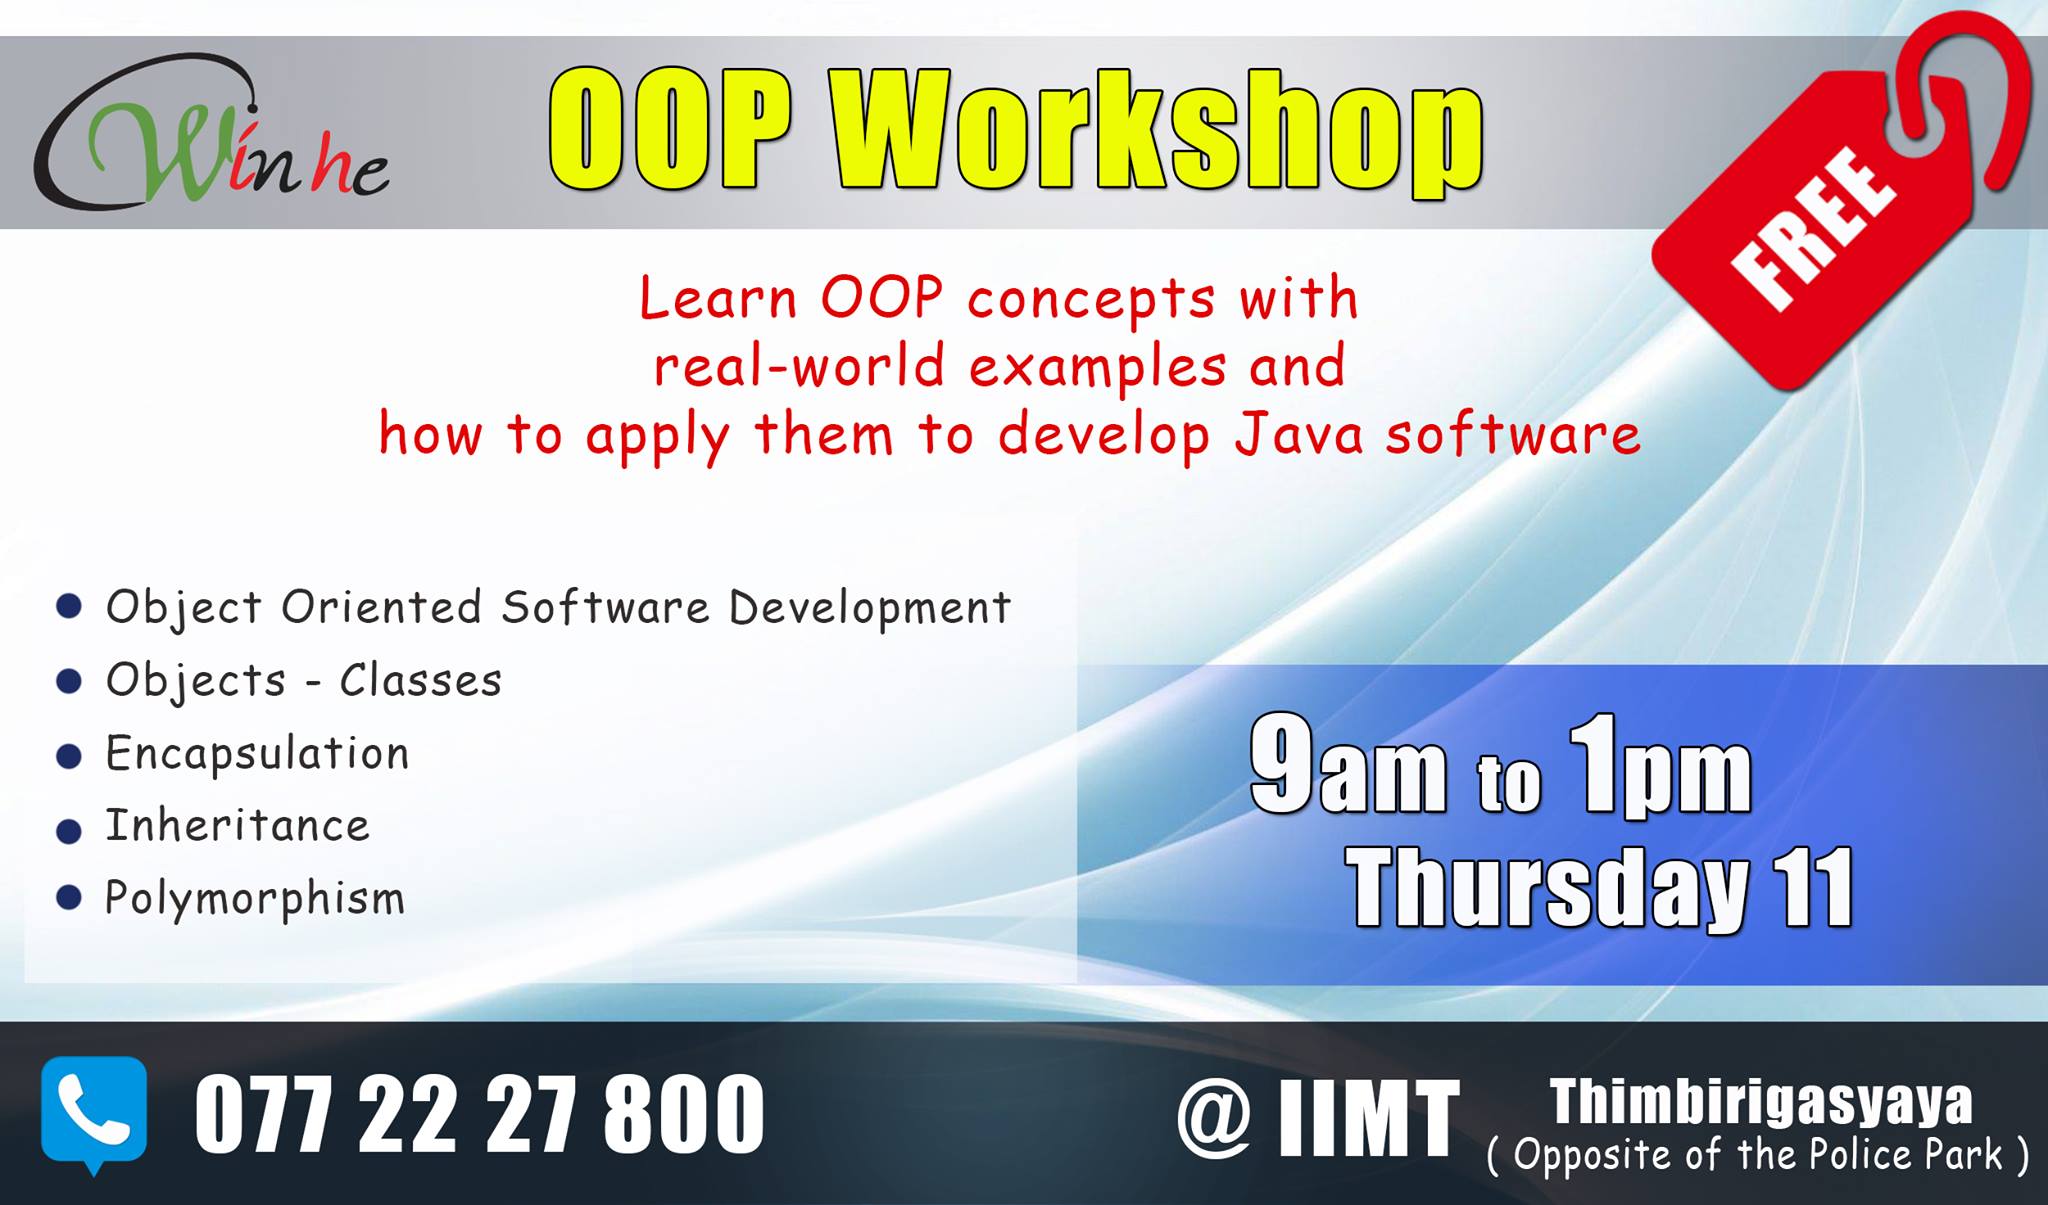 Winhe
OOP Workshop
FREE
Learn OOP concepts with
real-world examples and
how to apply them to develop Java software
Object Oriented Software Development
Objects - Classes
Encapsulation
Inheritance
Polymorphism
9am to 1pm
Thursday 11
077 22 27 800
@ IIMT
Thimbirigasyaya
( Opposite of the Police Park )